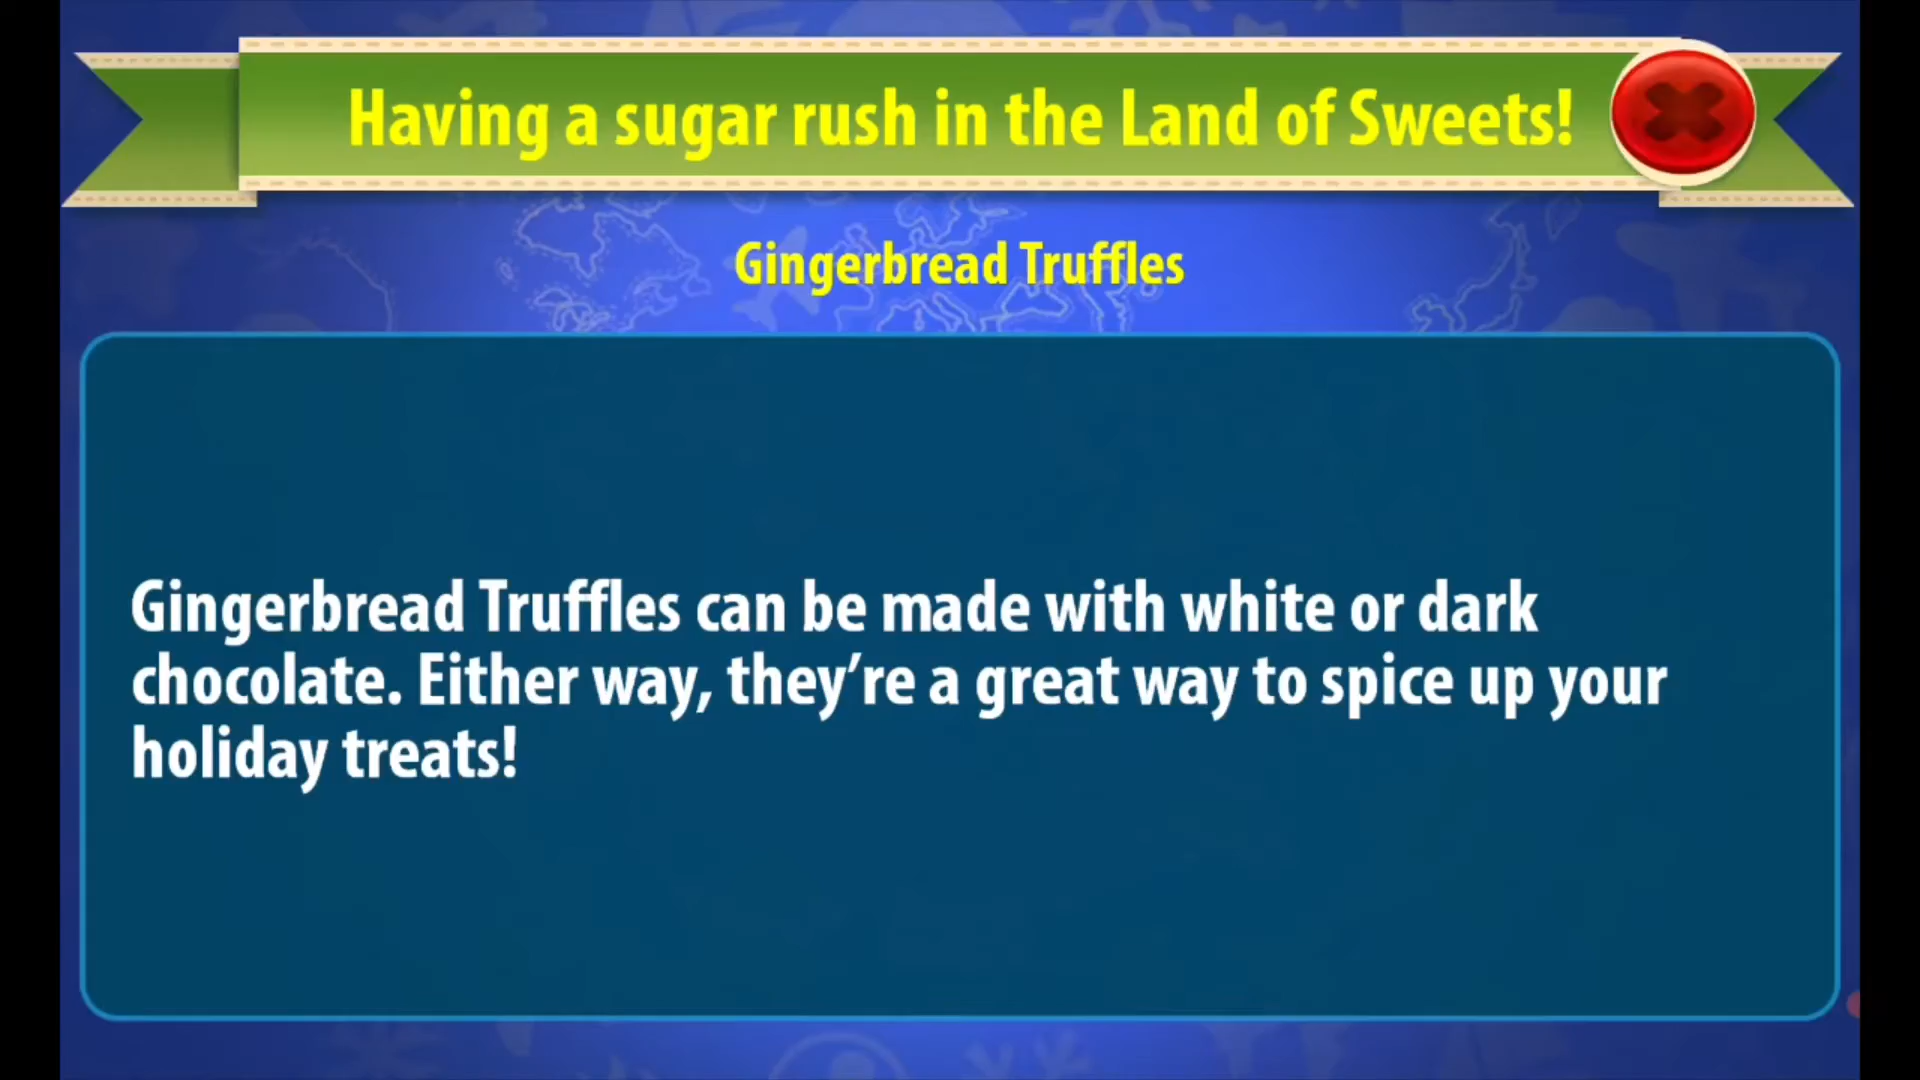 Having a sugar rush in the Land of Sweets!
Gingerbread Truffles
Gingerbread Truffles can be made with white or dark
chocolate. Either way, they’re a great way to spice up your
holiday treats!